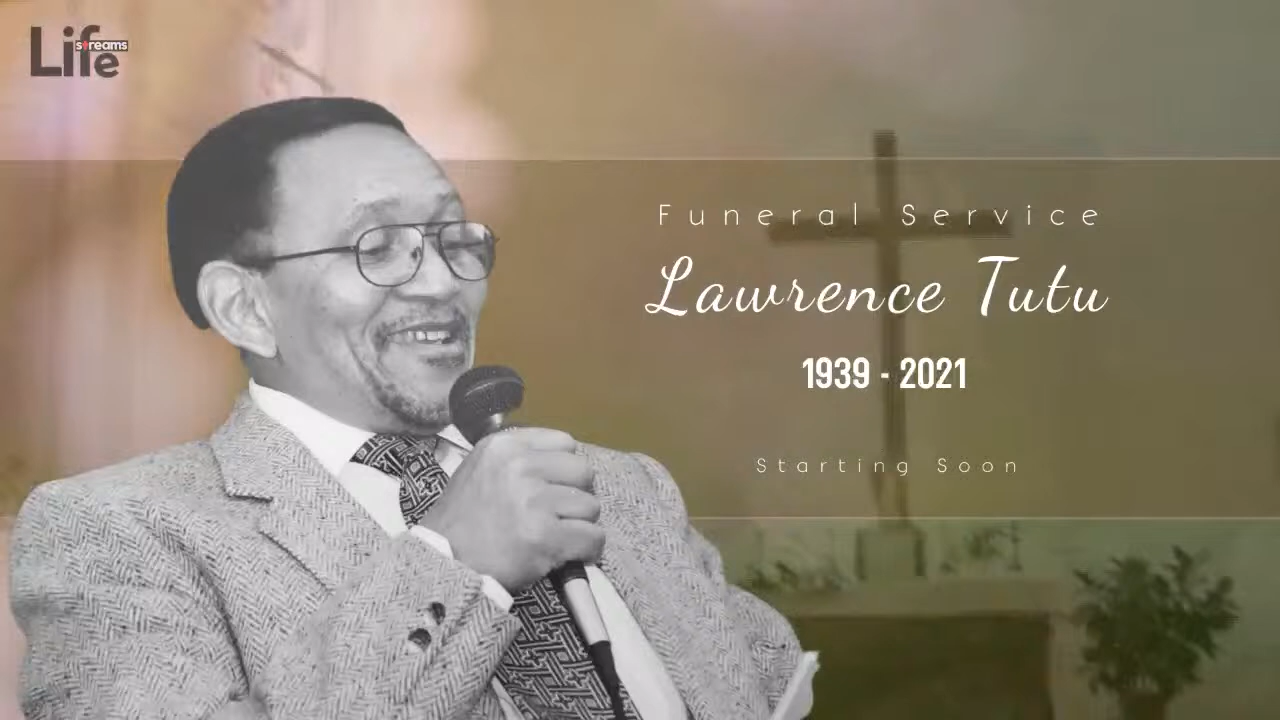 Life
streams
Funeral Service
Lawrence Tutu
1939 - 2021
Starting Soon